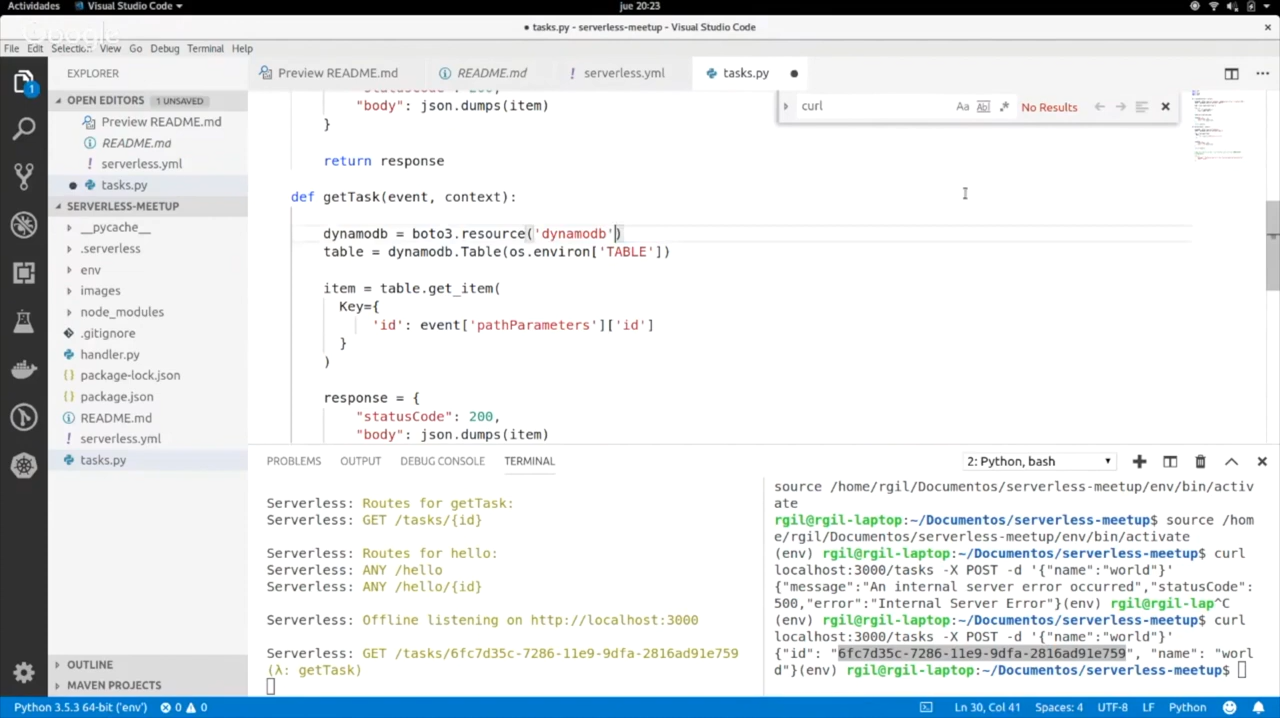 Actividades
Visual Studio Code
jue 20:23
● tasks.py - serverless-meetup - Visual Studio Code
Google
File Edit Selection View Go Debug Terminal Help
EXPLORER
Preview README.md
README.md
! serverless.yml
tasks.py ●
OPEN EDITORS 1 UNSAVED
Preview README.md
README.md
! serverless.yml
● tasks.py
SERVERLESS-MEETUP
__pycache__
.serverless
env
images
node_modules
.gitignore
handler.py
{} package-lock.json
{} package.json
README.md
! serverless.yml
tasks.py
OUTLINE
MAVEN PROJECTS
1
curl
Aa Abl .* No Results
"statusCode": 200,
"body": json.dumps(item)
}
return response
def getTask(event, context):
dynamodb = boto3.resource('dynamodb')
table = dynamodb.Table(os.environ['TABLE'])
item = table.get_item(
Key={
'id': event['pathParameters']['id']
}
)
response = {
"statusCode": 200,
"body": json.dumps(item)
PROBLEMS OUTPUT DEBUG CONSOLE TERMINAL
2: Python, bash
Serverless: Routes for getTask:
Serverless: GET /tasks/{id}
Serverless: Routes for hello:
Serverless: ANY /hello
Serverless: ANY /hello/{id}
Serverless: Offline listening on http://localhost:3000
Serverless: GET /tasks/6fc7d35c-7286-11e9-9dfa-2816ad91e759
(λ: getTask)
source /home/rgil/Documentos/serverless-meetup/env/bin/activ
ate
rgil@rgil-laptop:~/Documentos/serverless-meetup$ source /hom
e/rgil/Documentos/serverless-meetup/env/bin/activate
(env) rgil@rgil-laptop:~/Documentos/serverless-meetup$ curl
localhost:3000/tasks -X POST -d '{"name":"world"}'
{"message":"An internal server error occurred","statusCode":
500,"error":"Internal Server Error"}(env) rgil@rgil-lap^C
(env) rgil@rgil-laptop:~/Documentos/serverless-meetup$ curl
localhost:3000/tasks -X POST -d '{"name":"world"}'
{"id": "6fc7d35c-7286-11e9-9dfa-2816ad91e759", "name": "worl
d"}(env) rgil@rgil-laptop:~/Documentos/serverless-meetup$
Python 3.5.3 64-bit ('env') 0 0
Ln 30, Col 41 Spaces: 4 UTF-8 LF Python